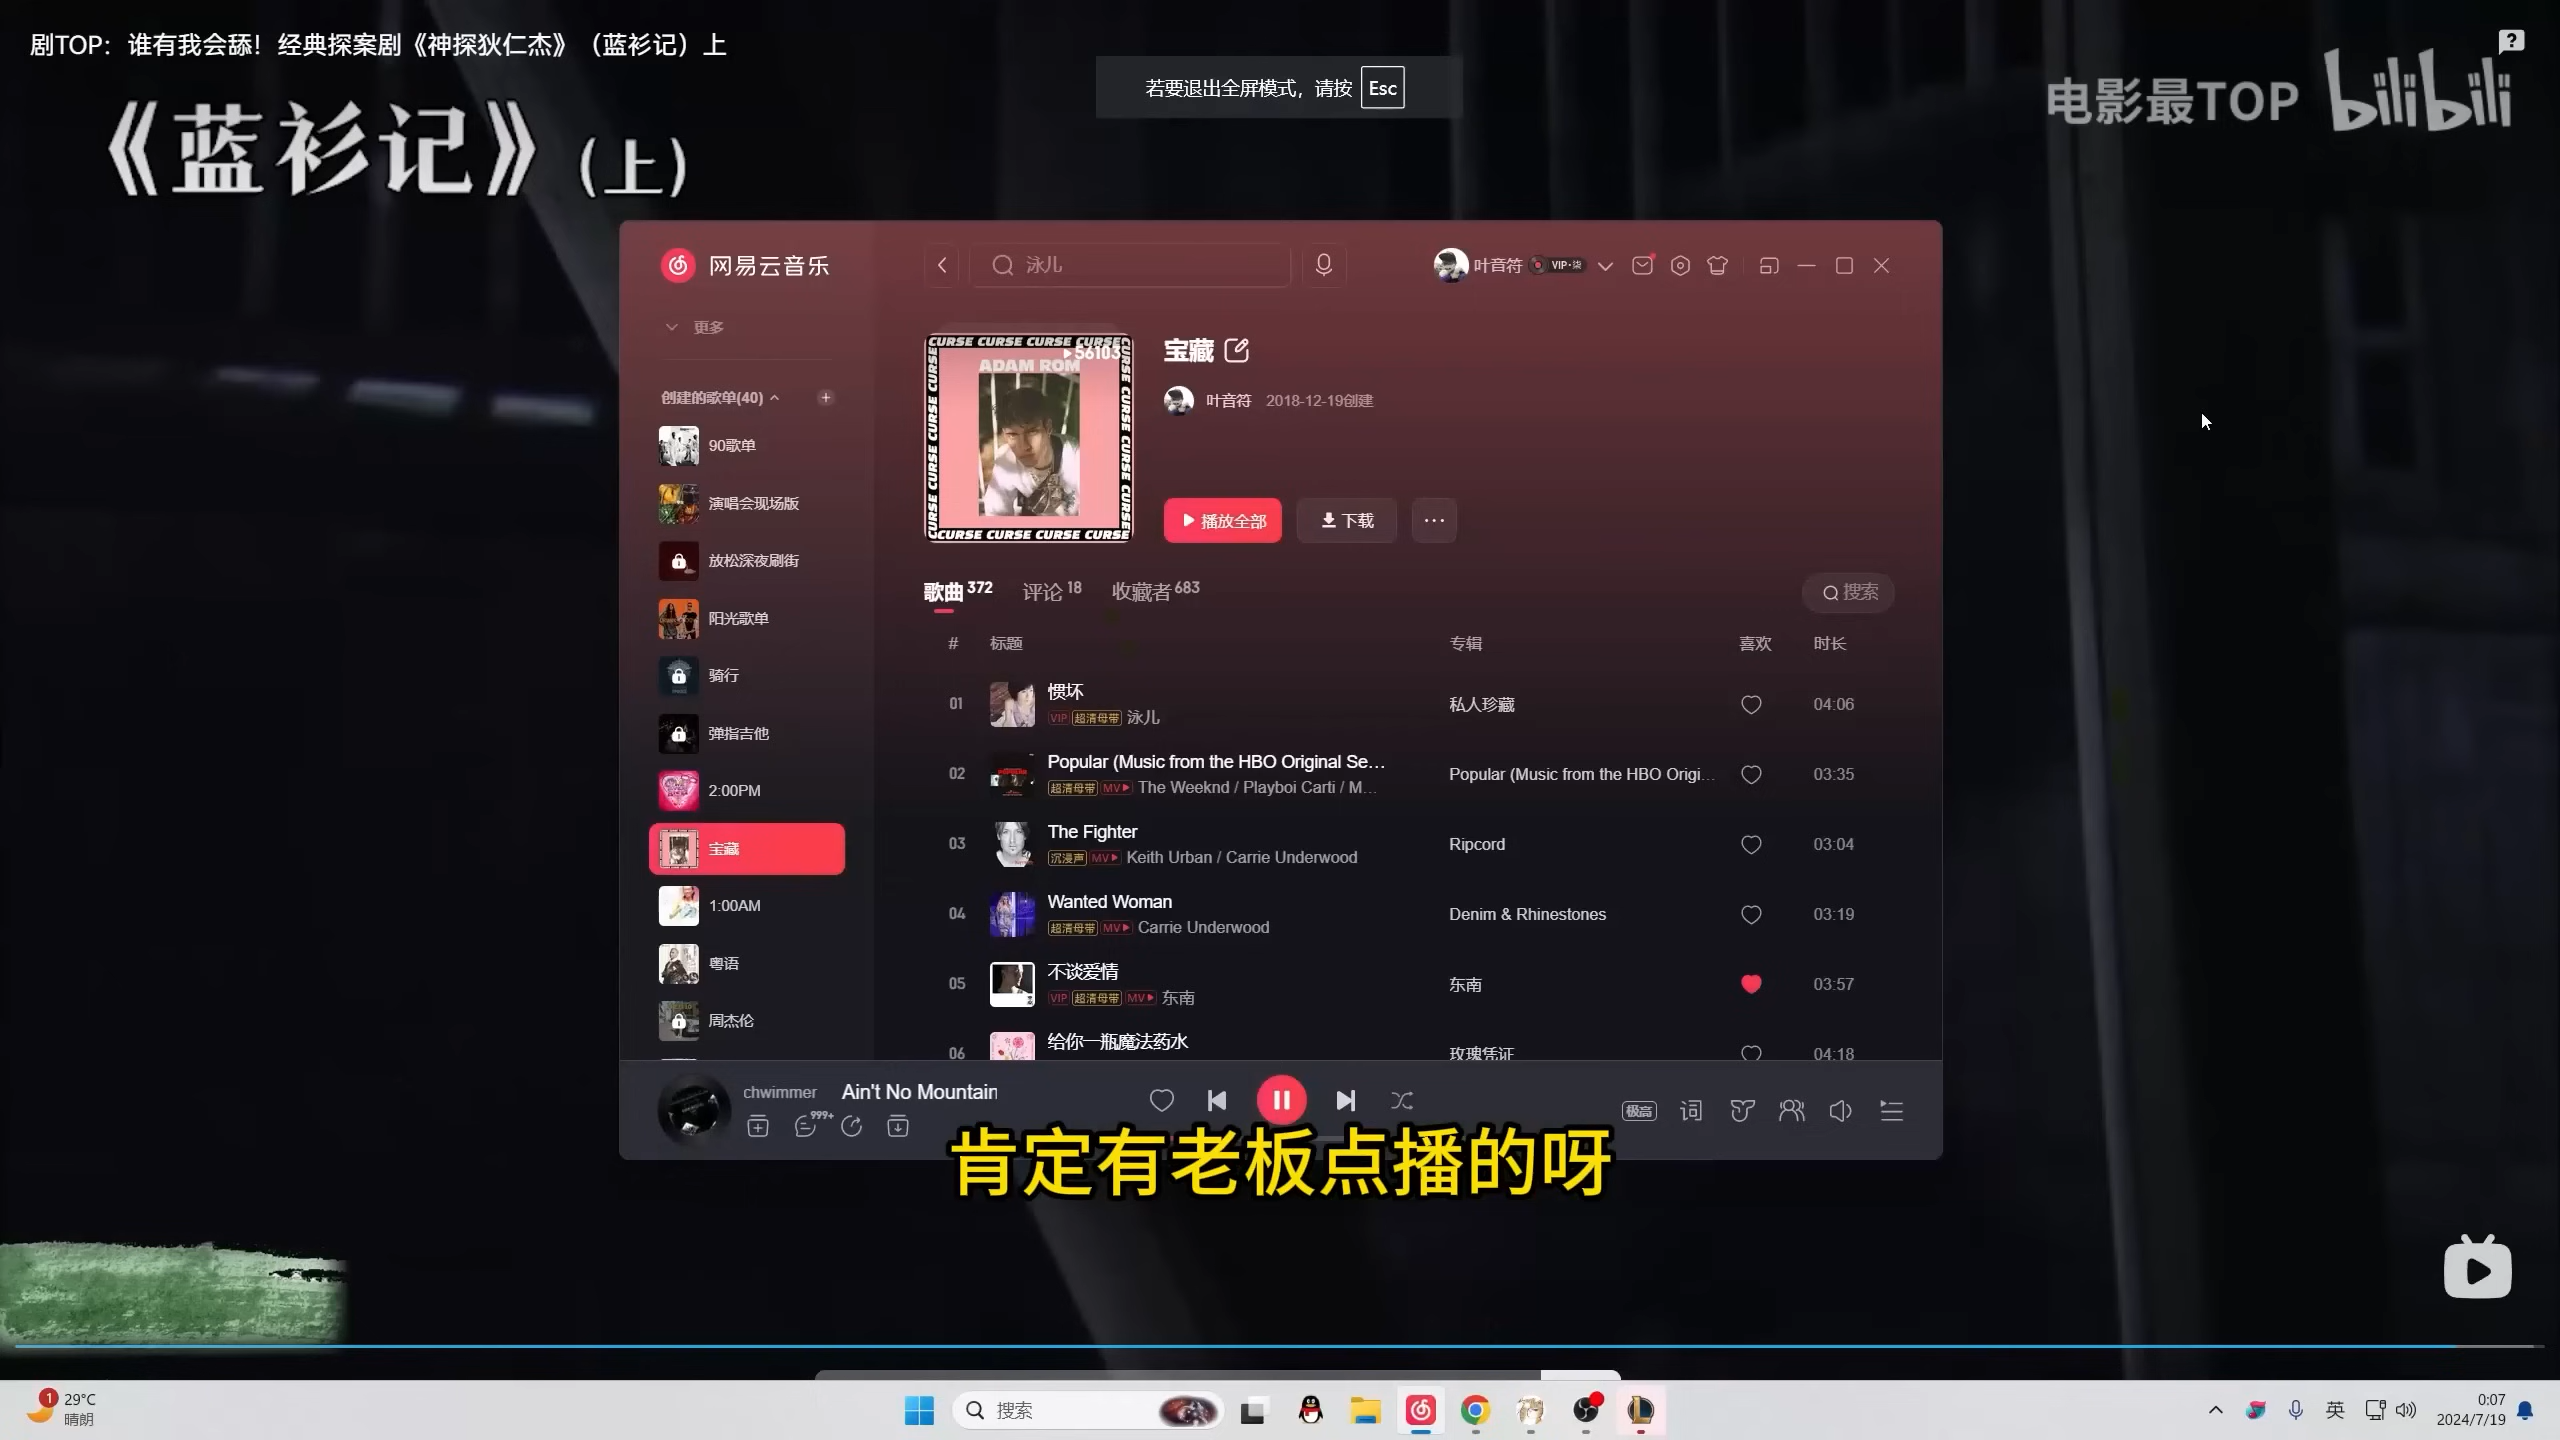 剧TOP：谁有我会舔！经典探案剧《神探狄仁杰》（蓝衫记）上
若要退出全屏模式，请按 Esc
电影最TOP bilibili
《蓝衫记》(上)
网易云音乐
泳儿
叶音符 VIP·柒
更多
创建的歌单(40)
90歌单
演唱会现场版
放松深夜刷街
阳光歌单
骑行
弹指吉他
2:00PM
宝藏
1:00AM
粤语
周杰伦
CURSE CURSE CURSE CURSE
56103
ADAM ROM
CURSE CURSE CURSE CURSE
宝藏
叶音符 2018-12-19创建
播放全部 下载
歌曲 372 评论 18 收藏者 683
搜索
# 标题 专辑 喜欢 时长
01 惯坏 私人珍藏 04:06
VIP 超清母带 泳儿
02 Popular (Music from the HBO Original Se… Popular (Music from the HBO Origi… 03:35
超清母带 MV The Weeknd / Playboi Carti / M…
03 The Fighter Ripcord 03:04
沉浸声 MV Keith Urban / Carrie Underwood
04 Wanted Woman Denim & Rhinestones 03:19
超清母带 MV Carrie Underwood
05 不谈爱情 东南 03:57
VIP 超清母带 MV 东南
06 给你一瓶魔法药水 玫瑰凭证 04:18
chwimmer Ain't No Mountain
999+
极高 词
肯定有老板点播的呀
1
29°C
晴朗
搜索
英
0:07
2024/7/19